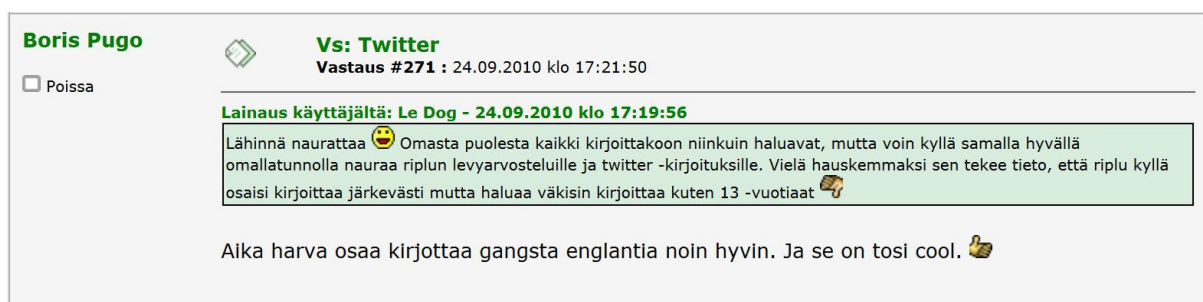 Boris Pugo
Poissa
Vs: Twitter
Vastaus #271 : 24.09.2010 klo 17:21:50
Lainaus käyttäjältä: Le Dog - 24.09.2010 klo 17:19:56
Lähinnä naurattaa Omasta puolesta kaikki kirjoittakoon niinkuin haluavat, mutta voin kyllä samalla hyvällä
omallatunnolla nauraa riplun levyarvosteluille ja twitter -kirjoituksille. Vielä hauskemmaksi sen tekee tieto, että riplu kyllä
osaisi kirjoittaa järkevästi mutta haluaa väkisin kirjoittaa kuten 13 -vuotiaat
Aika harva osaa kirjottaa gangsta englantia noin hyvin. Ja se on tosi cool.